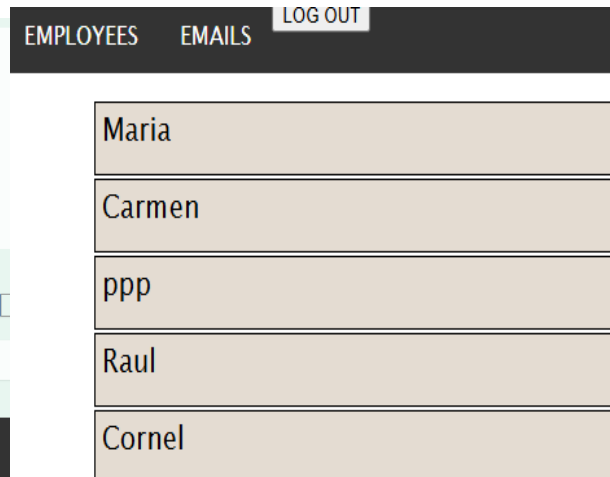 EMPLOYEES EMAILS LOG OUT
Maria
Carmen
ppp
Raul
Cornel